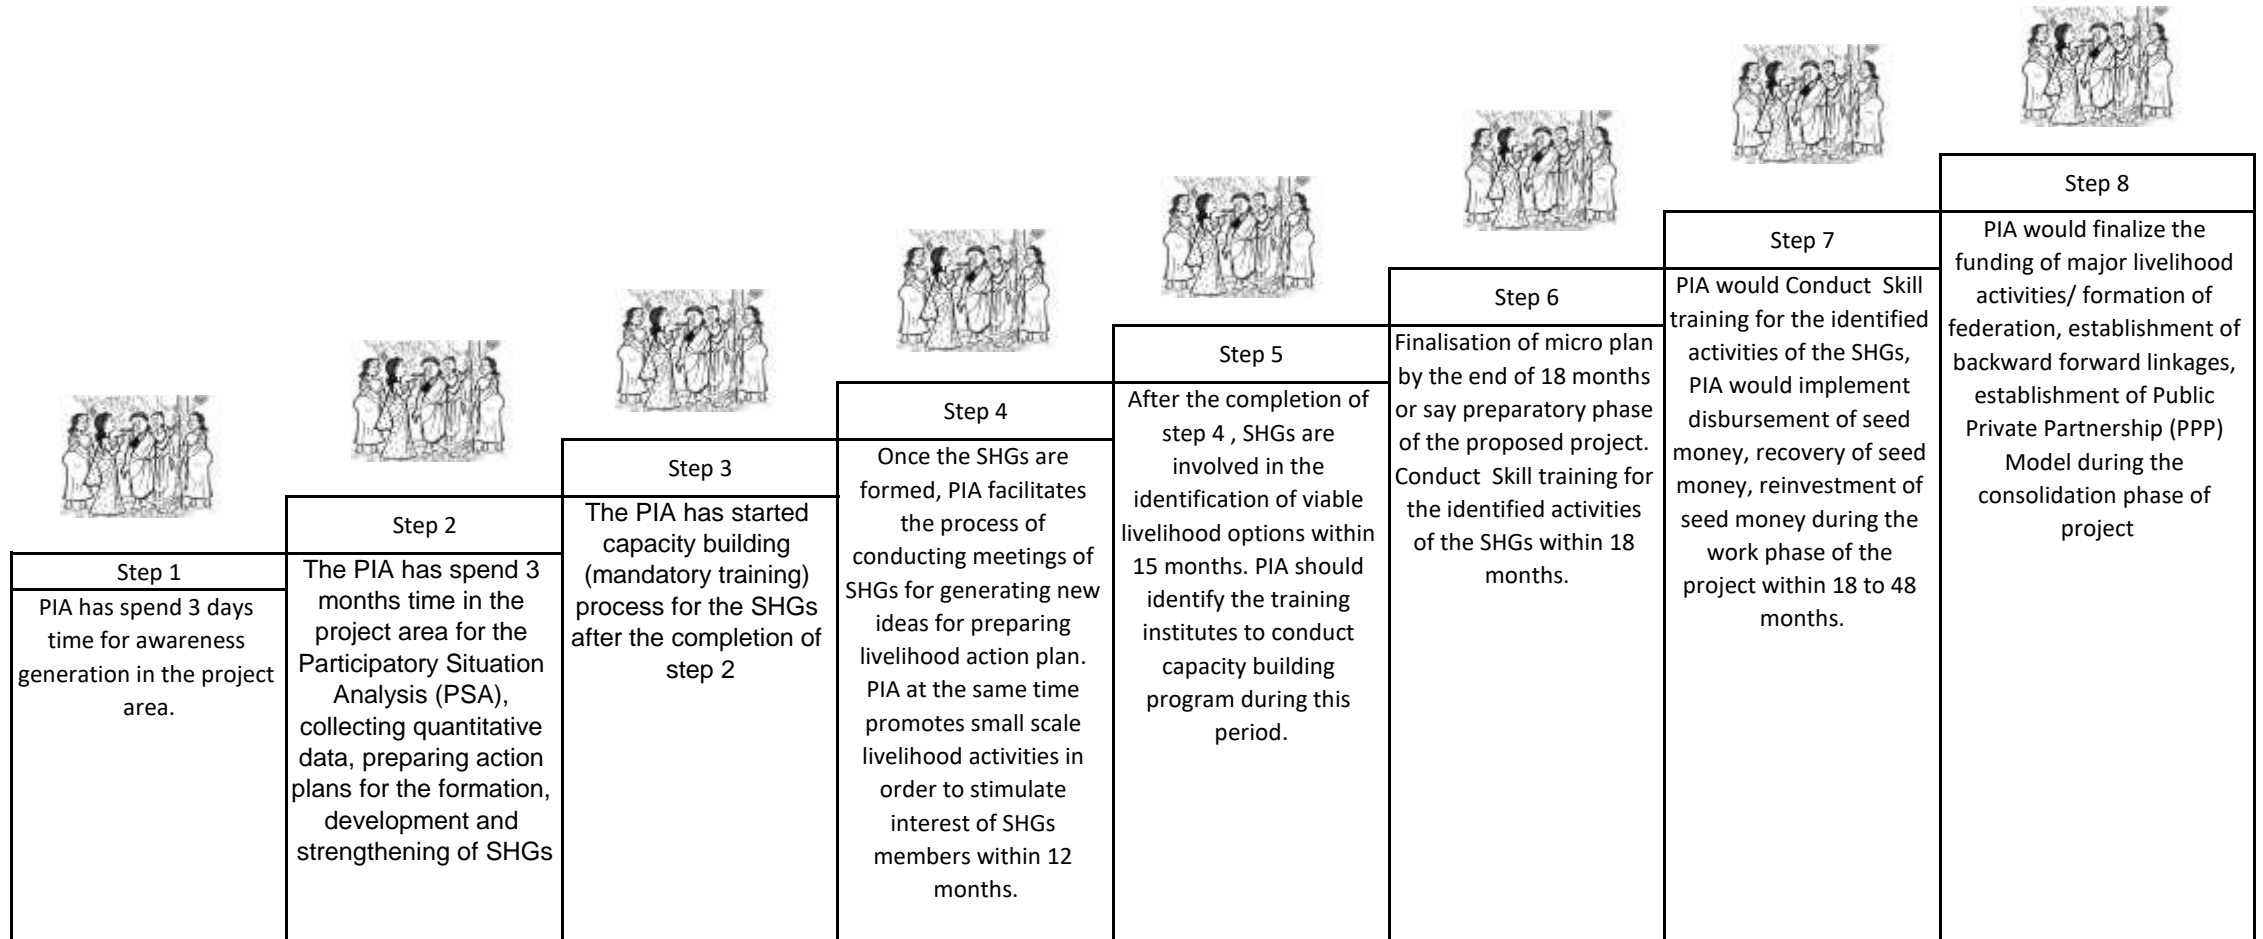 Step 1
PIA has spend 3 days
time for awareness
generation in the project
area.
Step 2
The PIA has spend 3
months time in the
project area for the
Participatory Situation
Analysis (PSA),
collecting quantitative
data, preparing action
plans for the formation,
development and
strengthening of SHGs
Step 3
The PIA has started
capacity building
(mandatory training)
process for the SHGs
after the completion of
step 2
Step 4
Once the SHGs are
formed, PIA facilitates
the process of
conducting meetings of
SHGs for generating new
ideas for preparing
livelihood action plan.
PIA at the same time
promotes small scale
livelihood activities in
order to stimulate
interest of SHGs
members within 12
months.
Step 5
After the completion of
step 4 , SHGs are
involved in the
identification of viable
livelihood options within
15 months. PIA should
identify the training
institutes to conduct
capacity building
program during this
period.
Step 6
Finalisation of micro plan
by the end of 18 months
or say preparatory phase
of the proposed project.
Conduct  Skill training for
the identified activities
of the SHGs within 18
months.
Step 7
PIA would Conduct  Skill
training for the identified
activities of the SHGs,
PIA would implement
disbursement of seed
money, recovery of seed
money, reinvestment of
seed money during the
work phase of the
project within 18 to 48
months.
Step 8
PIA would finalize the
funding of major livelihood
activities/ formation of
federation, establishment of
backward forward linkages,
establishment of Public
Private Partnership (PPP)
Model during the
consolidation phase of
project